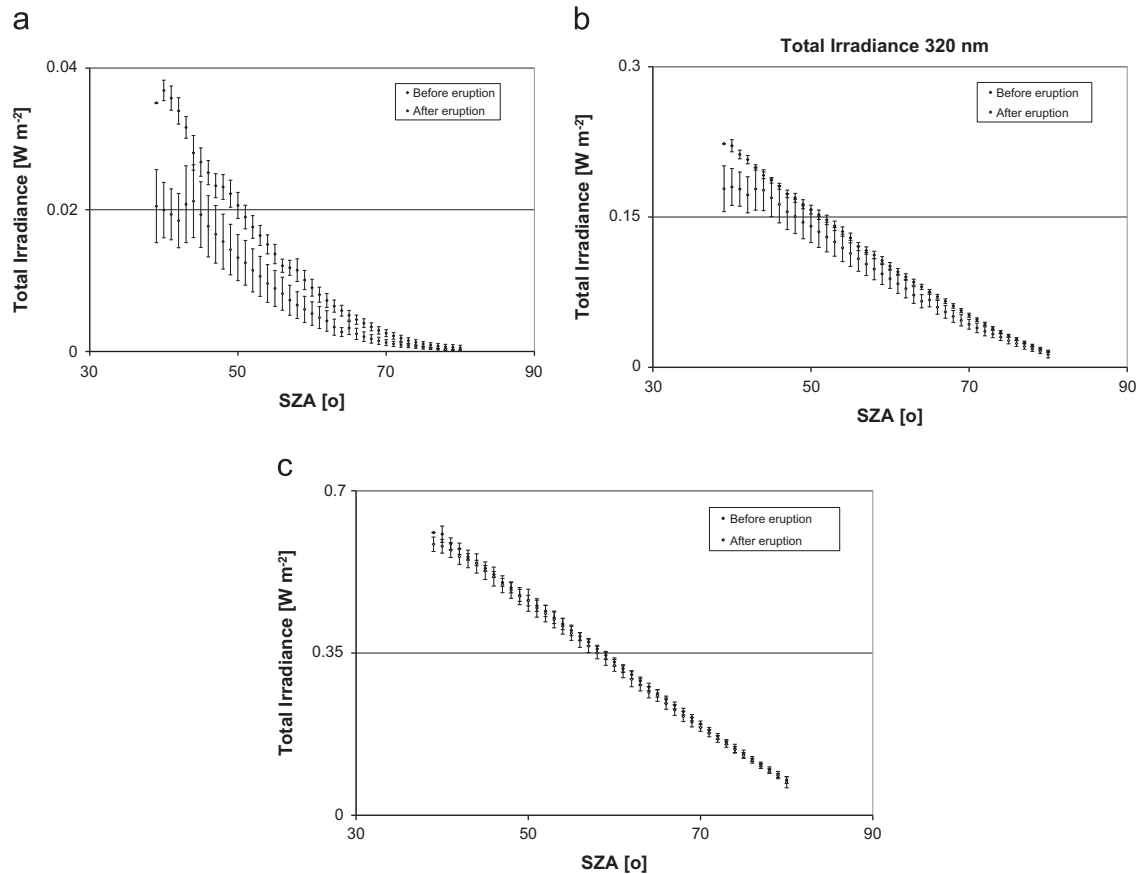 a
0.04
0.02
0
Total Irradiance [W m-2]
Before eruption
After eruption
30
50
70
90
SZA [o]
b
Total Irradiance 320 nm
0.3
0.15
0
Total Irradiance [W m-2]
Before eruption
After eruption
30
50
70
90
SZA [o]
c
0.7
0.35
0
Total Irradiance [W m-2]
Before eruption
After eruption
30
50
70
90
SZA [o]